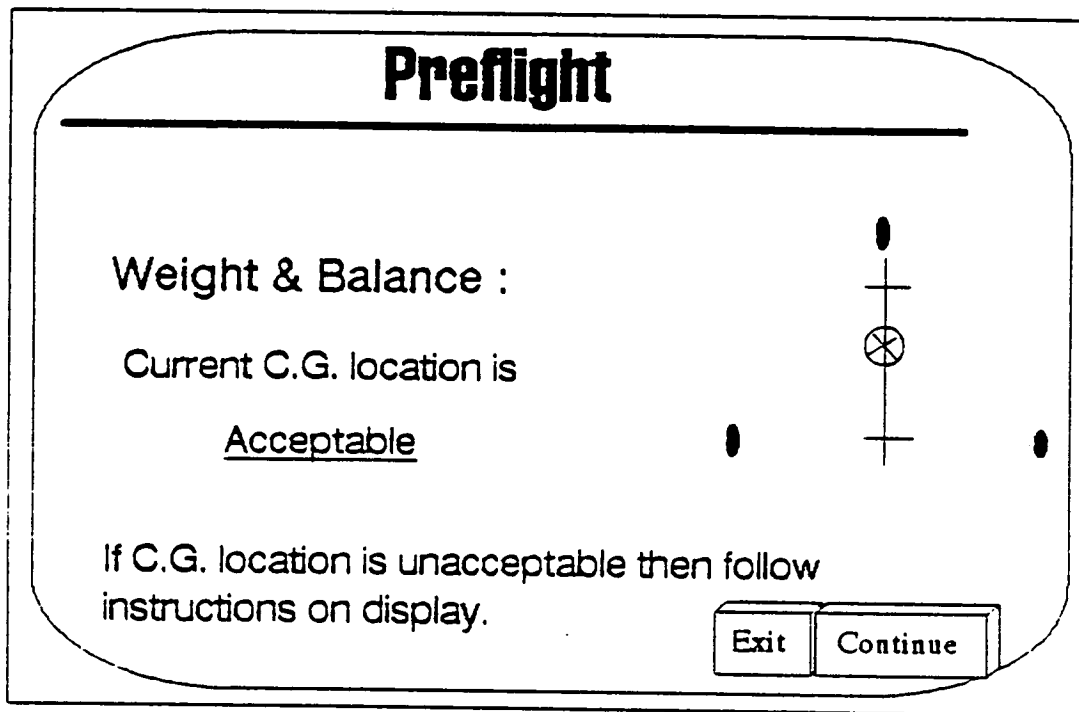 Preflight
Weight & Balance :
Current C.G. location is
Acceptable
If C.G. location is unacceptable then follow
instructions on display.
Exit
Continue